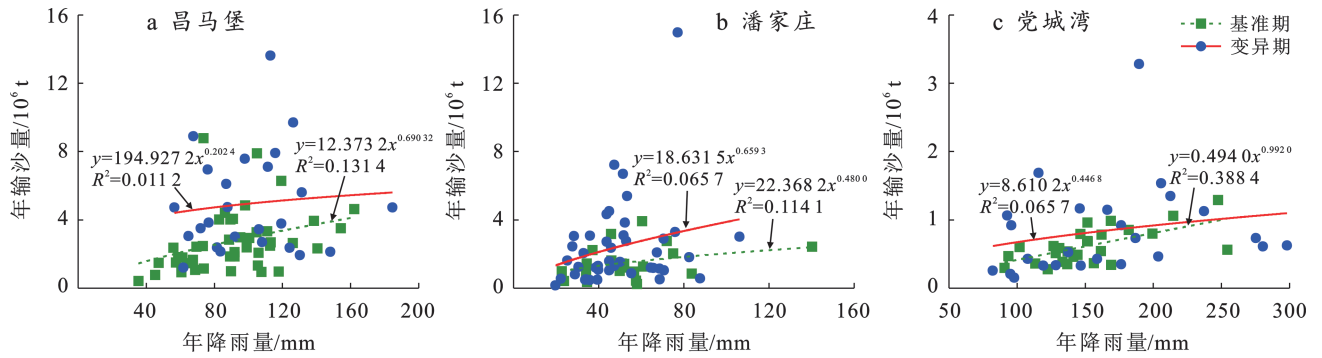 a 昌马堡
16
12
8
4
0
40
80
120
160
200
年输沙量/10⁶ t
年降雨量/mm
y=194.927 2x^0.202 4
R²=0.011 2
y=12.373 2x^0.690 32
R²=0.131 4
b 潘家庄
16
12
8
4
0
0
40
80
120
160
年输沙量/10⁶ t
年降雨量/mm
y=18.631 5x^0.659 3
R²=0.065 7
y=22.368 2x^0.480 0
R²=0.114 1
c 党城湾
基准期
变异期
4
3
2
1
0
50
100
150
200
250
300
年输沙量/10⁶ t
年降雨量/mm
y=8.610 2x^0.446 8
R²=0.065 7
y=0.494 0x^0.992 0
R²=0.388 4